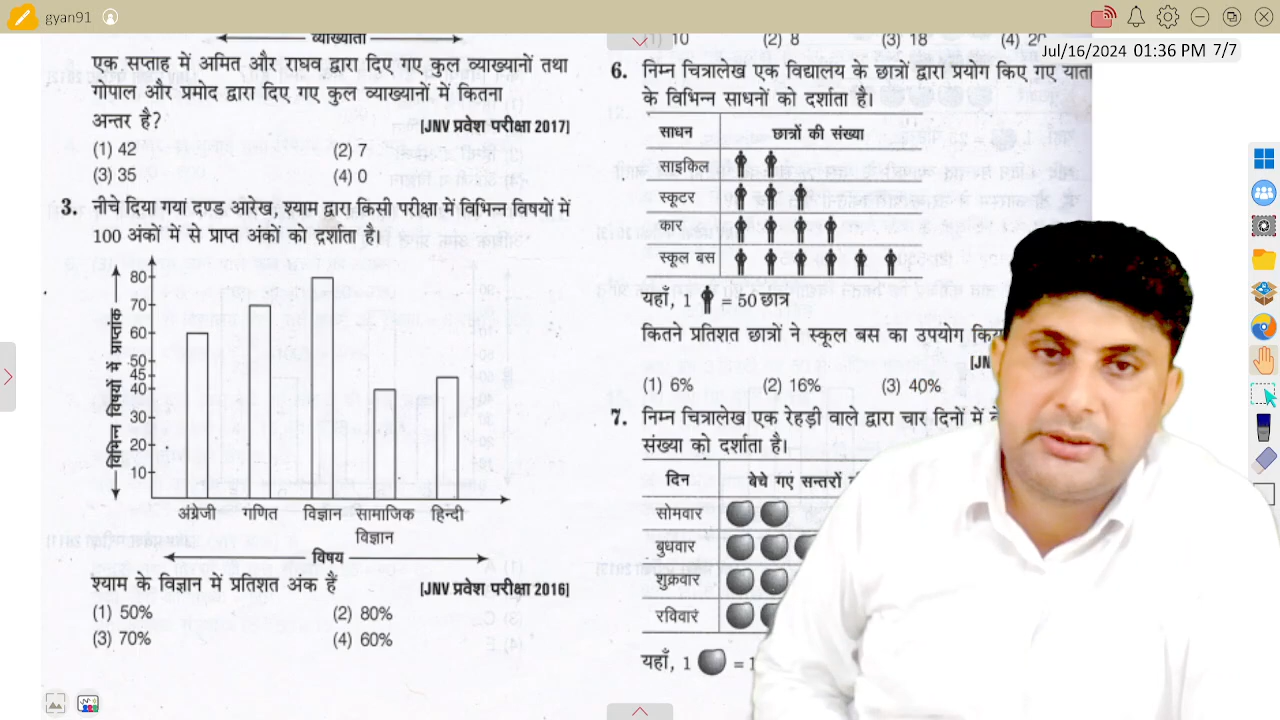 gyan91
Jul/16/2024 01:36 PM 7/7
व्याख्याता
एक सप्ताह में अमित और राघव द्वारा दिए गए कुल व्याख्यानों तथा
गोपाल और प्रमोद द्वारा दिए गए कुल व्याख्यानों में कितना
अन्तर है?
[JNV प्रवेश परीक्षा 2017]
(1) 42 (2) 7
(3) 35 (4) 0
3. नीचे दिया गयां दण्ड आरेख, श्याम द्वारा किसी परीक्षा में विभिन्न विषयों में
100 अंकों में से प्राप्त अंकों को दर्शाता है।
विभिन्न विषयों में प्राप्तांक
80
70
60
50
45
40
30
20
10
अंग्रेजी गणित विज्ञान सामाजिक हिन्दी
विज्ञान
विषय
श्याम के विज्ञान में प्रतिशत अंक हैं
[JNV प्रवेश परीक्षा 2016]
(1) 50% (2) 80%
(3) 70% (4) 60%
(1) 10 (2) 8 (3) 18 (4) 20
6. निम्न चित्रालेख एक विद्यालय के छात्रों द्वारा प्रयोग किए गए
के विभिन्न साधनों को दर्शाता है।
साधन छात्रों की संख्या
साइकिल
स्कूटर
कार
स्कूल बस
यहाँ, 1 = 50 छात्र
कितने प्रतिशत छात्रों ने स्कूल बस का उपयोग
(1) 6% (2) 16% (3) 40%
7. निम्न चित्रालेख एक रेहड़ी वाले द्वारा चार दिनों में
संख्या को दर्शाता है।
दिन बेचे गए सन्तरों
सोमवार
बुधवार
शुक्रवार
रविवार
यहाँ, 1 =